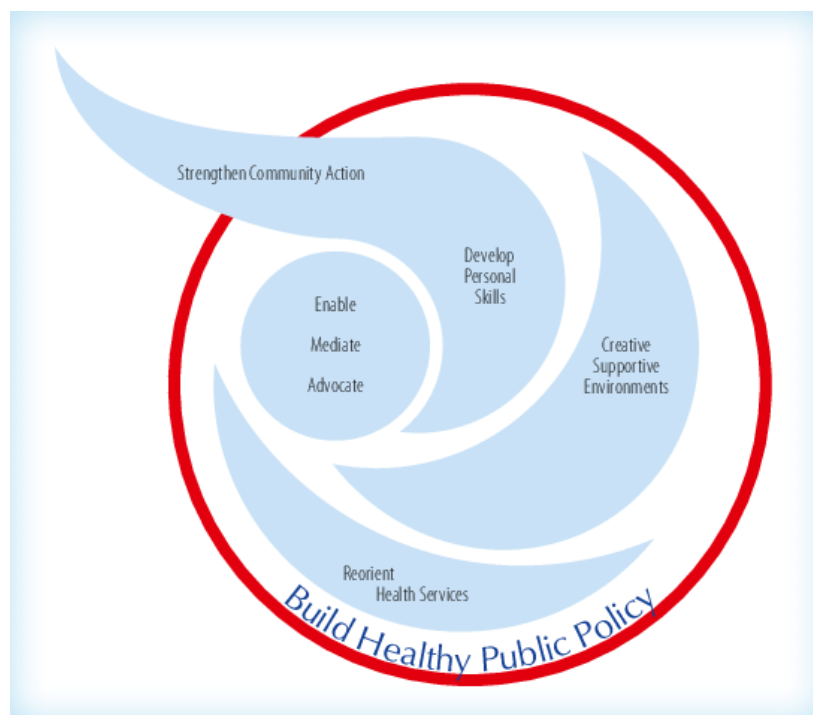 Strengthen Community Action
Develop
Personal
Skills
Enable
Mediate
Advocate
Creative
Supportive
Environments
Reorient
Health Services
Build Healthy Public Policy